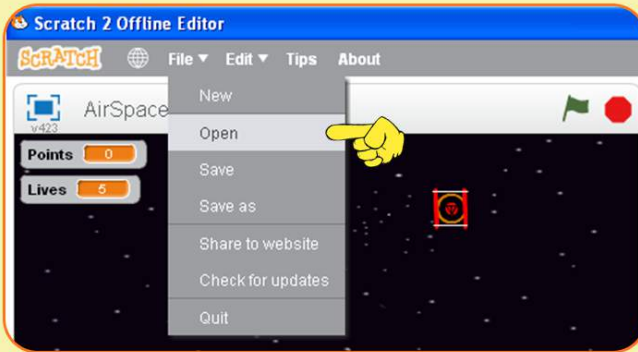 Scratch 2 Offline Editor
SCRATCH File ▼ Edit ▼ Tips About
New
AirSpace
v423
Open
Points 0
Save
Lives 5
Save as
Share to website
Check for updates
Quit